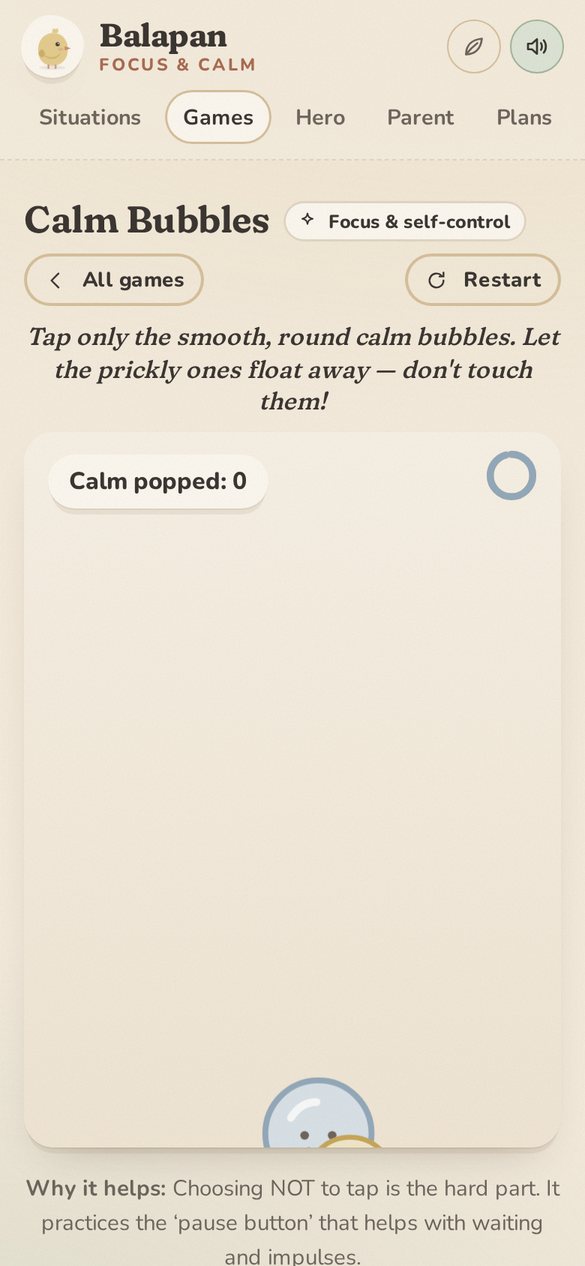 Balapan
FOCUS & CALM
Situations
Games
Hero
Parent
Plans
Calm Bubbles
Focus & self-control
All games
Restart
Tap only the smooth, round calm bubbles. Let
the prickly ones float away — don't touch
them!
Calm popped: 0
Why it helps: Choosing NOT to tap is the hard part. It
practices the ‘pause button’ that helps with waiting
and impulses.